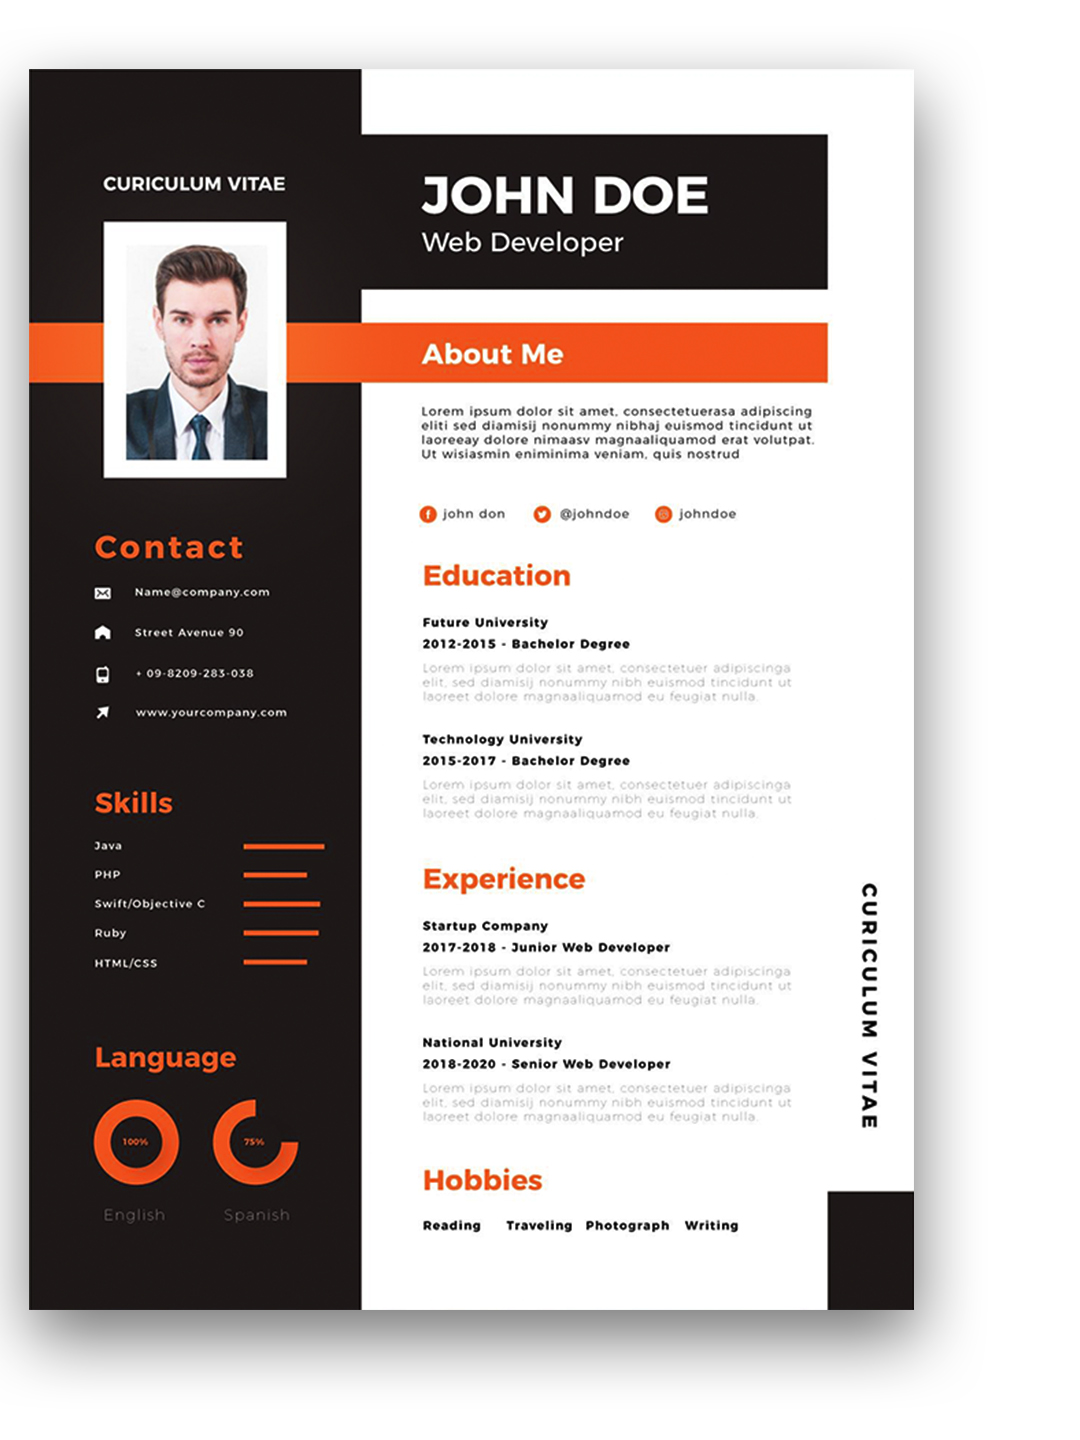 CURICULUM VITAE
JOHN DOE
Web Developer
About Me
Lorem ipsum dolor sit amet, consectetuerasa adipiscing
eliti sed diamisij nonummy nibhaj euismod tincidunt ut
laoreeay dolore nimaasv magnaaliquamod erat volutpat.
Ut wisiasmin eniminima veniam, quis nostrud
john don @johndoe johndoe
Contact
Name@company.com
Street Avenue 90
+ 09-8209-283-038
www.yourcompany.com
Skills
Java
PHP
Swift/Objective C
Ruby
HTML/CSS
Language
100% 75%
English Spanish
Education
Future University
2012-2015 - Bachelor Degree
Lorem ipsum dolor sit amet, consectetuer adipiscinga
elit, sed diamisij nonummy nibh euismod tincidunt ut
laoreet dolore magnaaliquamod eu feugiat nulla.
Technology University
2015-2017 - Bachelor Degree
Lorem ipsum dolor sit amet, consectetuer adipiscinga
elit, sed diamisij nonummy nibh euismod tincidunt ut
laoreet dolore magnaaliquamod eu feugiat nulla.
Experience
Startup Company
2017-2018 - Junior Web Developer
Lorem ipsum dolor sit amet, consectetuer adipiscinga
elit, sed diamisij nonummy nibh euismod tincidunt ut
laoreet dolore magnaaliquamod eu feugiat nulla.
National University
2018-2020 - Senior Web Developer
Lorem ipsum dolor sit amet, consectetuer adipiscinga
elit, sed diamisij nonummy nibh euismod tincidunt ut
laoreet dolore magnaaliquamod eu feugiat nulla.
Hobbies
Reading Traveling Photograph Writing
CURICULUM VITAE